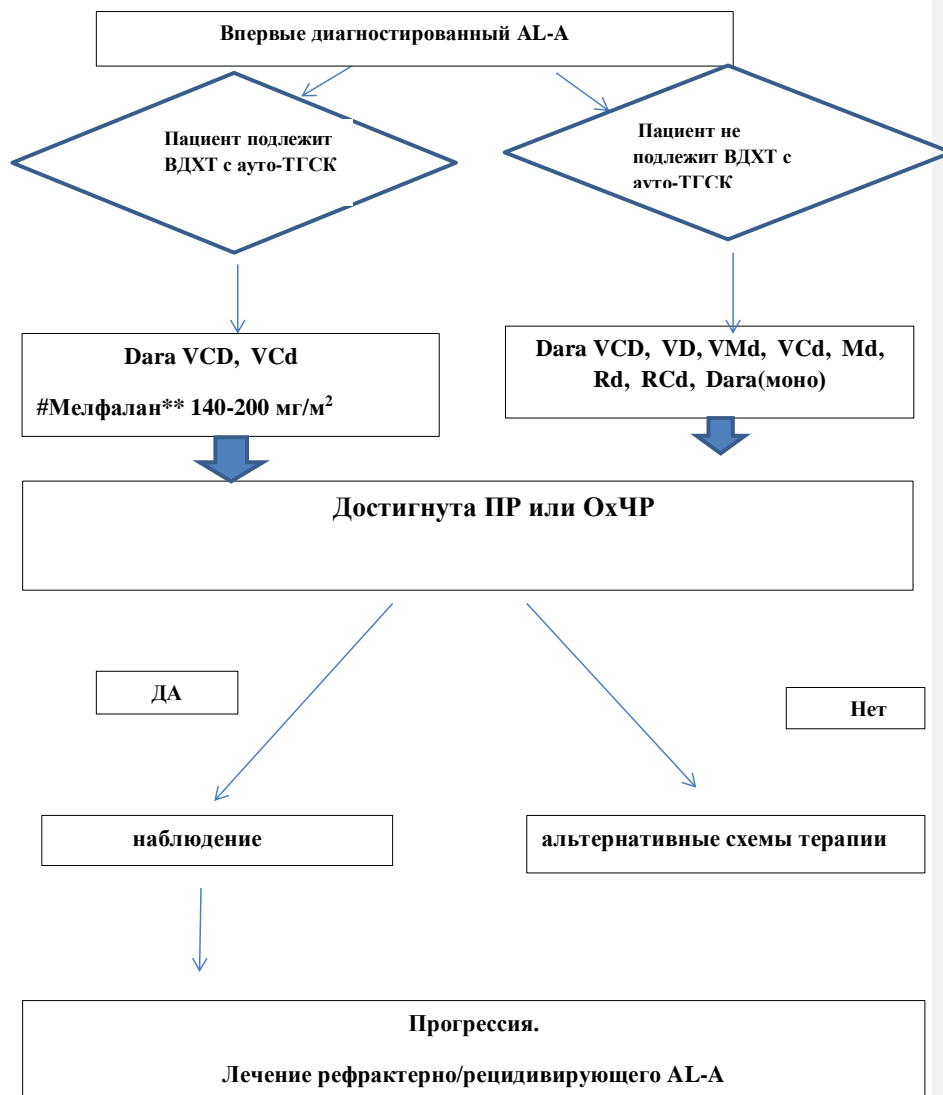 Впервые диагностированный AL-A
Пациент подлежит
ВДХТ с ауто-ТГСК
Пациент не
подлежит ВДХТ с
ауто-ТГСК
Dara VCD, VCd
#Мелфалан** 140-200 мг/м²
Dara VCD, VD, VMd, VCd, Md,
Rd, RCd, Dara(моно)
Достигнута ПР или ОхЧР
ДА
Нет
наблюдение
альтернативные схемы терапии
Прогрессия.
Лечение рефрактерно/рецидивирующего AL-A